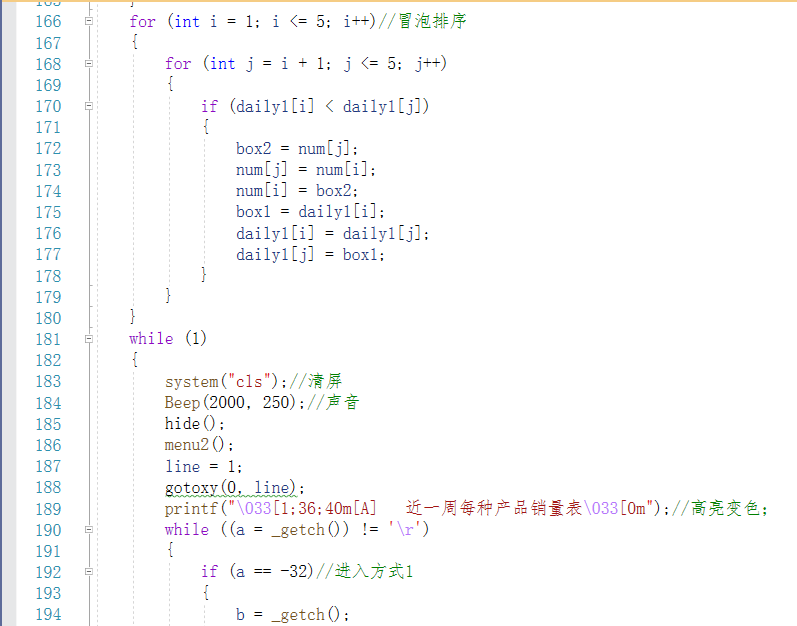 166 for (int i = 1; i <= 5; i++)//冒泡排序
167 {
168 for (int j = i + 1; j <= 5; j++)
169 {
170 if (daily1[i] < daily1[j])
171 {
172 box2 = num[j];
173 num[j] = num[i];
174 num[i] = box2;
175 box1 = daily1[i];
176 daily1[i] = daily1[j];
177 daily1[j] = box1;
178 }
179 }
180 }
181 while (1)
182 {
183 system("cls");//清屏
184 Beep(2000, 250);//声音
185 hide();
186 menu2();
187 line = 1;
188 gotoxy(0, line);
189 printf("\033[1;36;40m[A]   近一周每种产品销量表\033[0m");//高亮变色;
190 while ((a = _getch()) != '\r')
191 {
192 if (a == -32)//进入方式1
193 {
194 b = _getch();